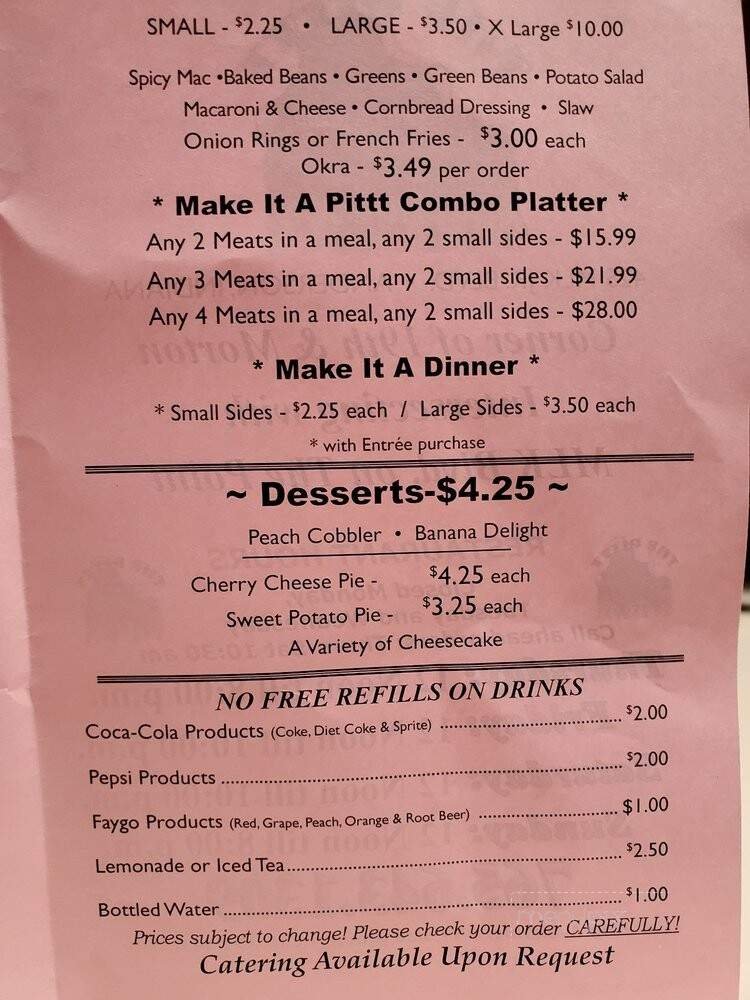 SMALL - $2.25 • LARGE - $3.50 • X Large $10.00
Spicy Mac •Baked Beans • Greens • Green Beans • Potato Salad
Macaroni & Cheese • Cornbread Dressing • Slaw
Onion Rings or French Fries - $3.00 each
Okra - $3.49 per order
* Make It A Pittt Combo Platter *
Any 2 Meats in a meal, any 2 small sides - $15.99
Any 3 Meats in a meal, any 2 small sides - $21.99
Any 4 Meats in a meal, any 2 small sides - $28.00
* Make It A Dinner *
* Small Sides - $2.25 each / Large Sides - $3.50 each
* with Entrée purchase
~ Desserts-$4.25 ~
Peach Cobbler • Banana Delight
Cherry Cheese Pie - $4.25 each
Sweet Potato Pie - $3.25 each
A Variety of Cheesecake
NO FREE REFILLS ON DRINKS
Coca-Cola Products (Coke, Diet Coke & Sprite) ........ $2.00
Pepsi Products ........ $2.00
Faygo Products (Red, Grape, Peach, Orange & Root Beer) ........ $1.00
Lemonade or Iced Tea........ $2.50
Bottled Water ........ $1.00
Prices subject to change! Please check your order CAREFULLY!
Catering Available Upon Request